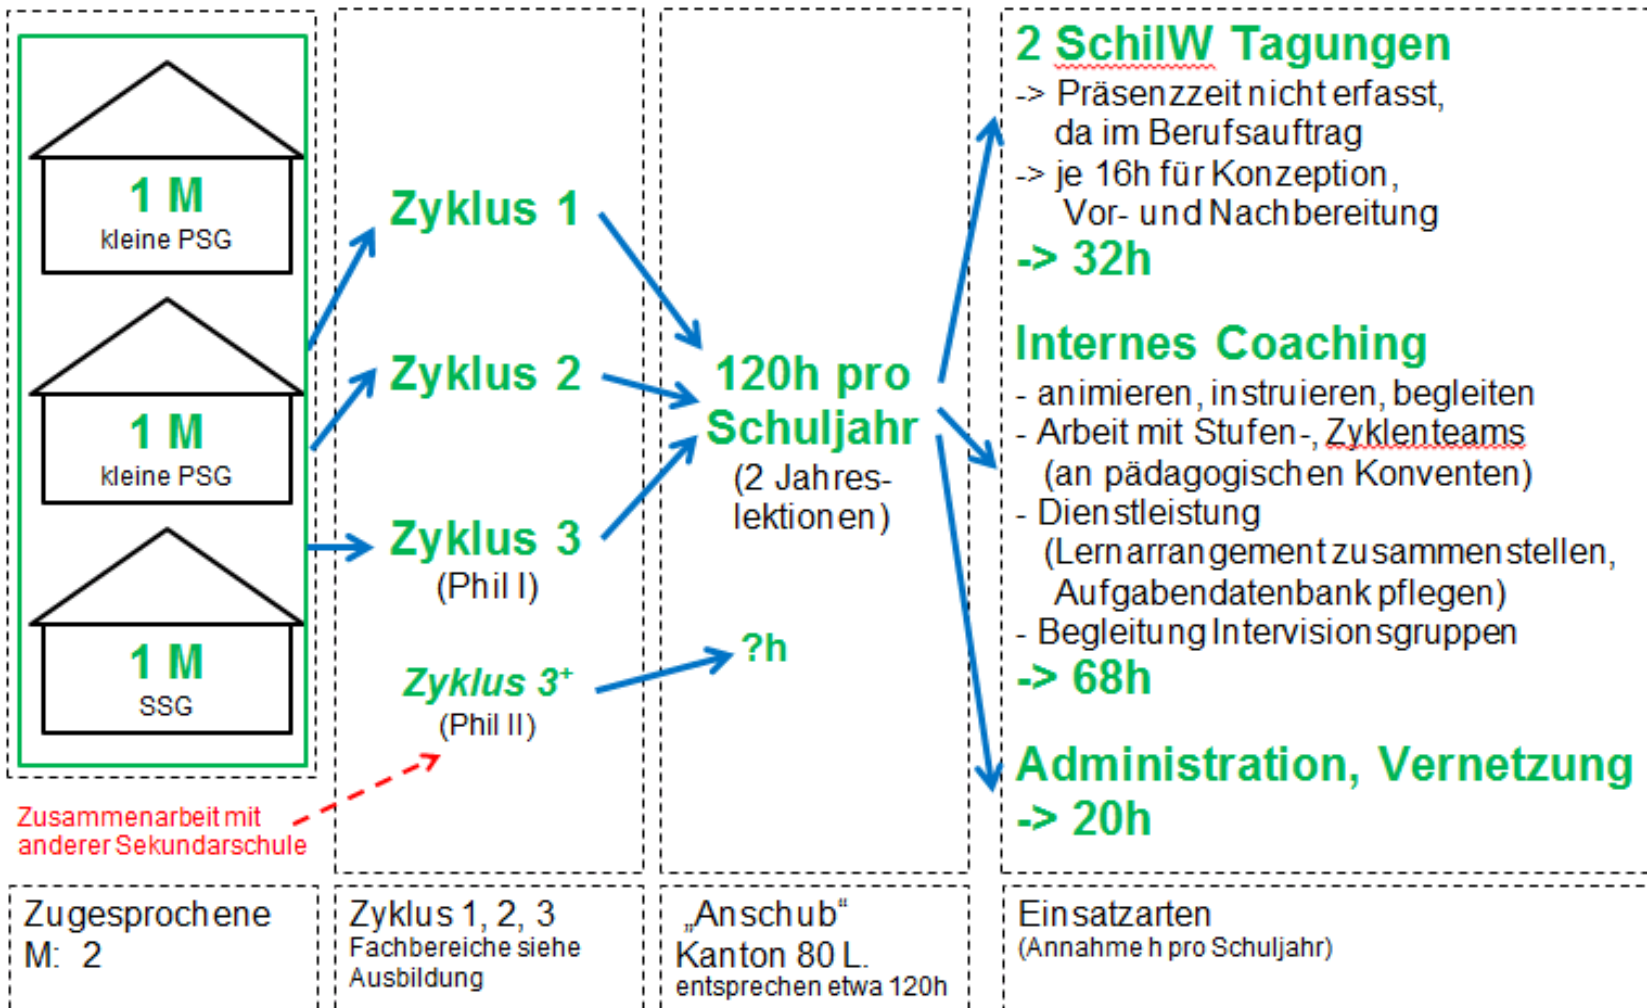 1 M
kleine PSG
1 M
kleine PSG
1 M
SSG
Zusammenarbeit mit
anderer Sekundarschule
Zugesprochene
M: 2
Zyklus 1
Zyklus 2
Zyklus 3
(Phil I)
Zyklus 3+
(Phil II)
Zyklus 1, 2, 3
Fachbereiche siehe
Ausbildung
120h pro
Schuljahr
(2 Jahres-
lektionen)
?h
„Anschub“
Kanton 80 L.
entsprechen etwa 120h
2 SchilW Tagungen
-> Präsenzzeit nicht erfasst,
da im Berufsauftrag
-> je 16h für Konzeption,
Vor- und Nachbereitung
-> 32h
Internes Coaching
- animieren, instruieren, begleiten
- Arbeit mit Stufen-, Zyklenteams
(an pädagogischen Konventen)
- Dienstleistung
(Lernarrangement zusammenstellen,
Aufgabendatenbank pflegen)
- Begleitung Intervisionsgruppen
-> 68h
Administration, Vernetzung
-> 20h
Einsatzarten
(Annahme h pro Schuljahr)